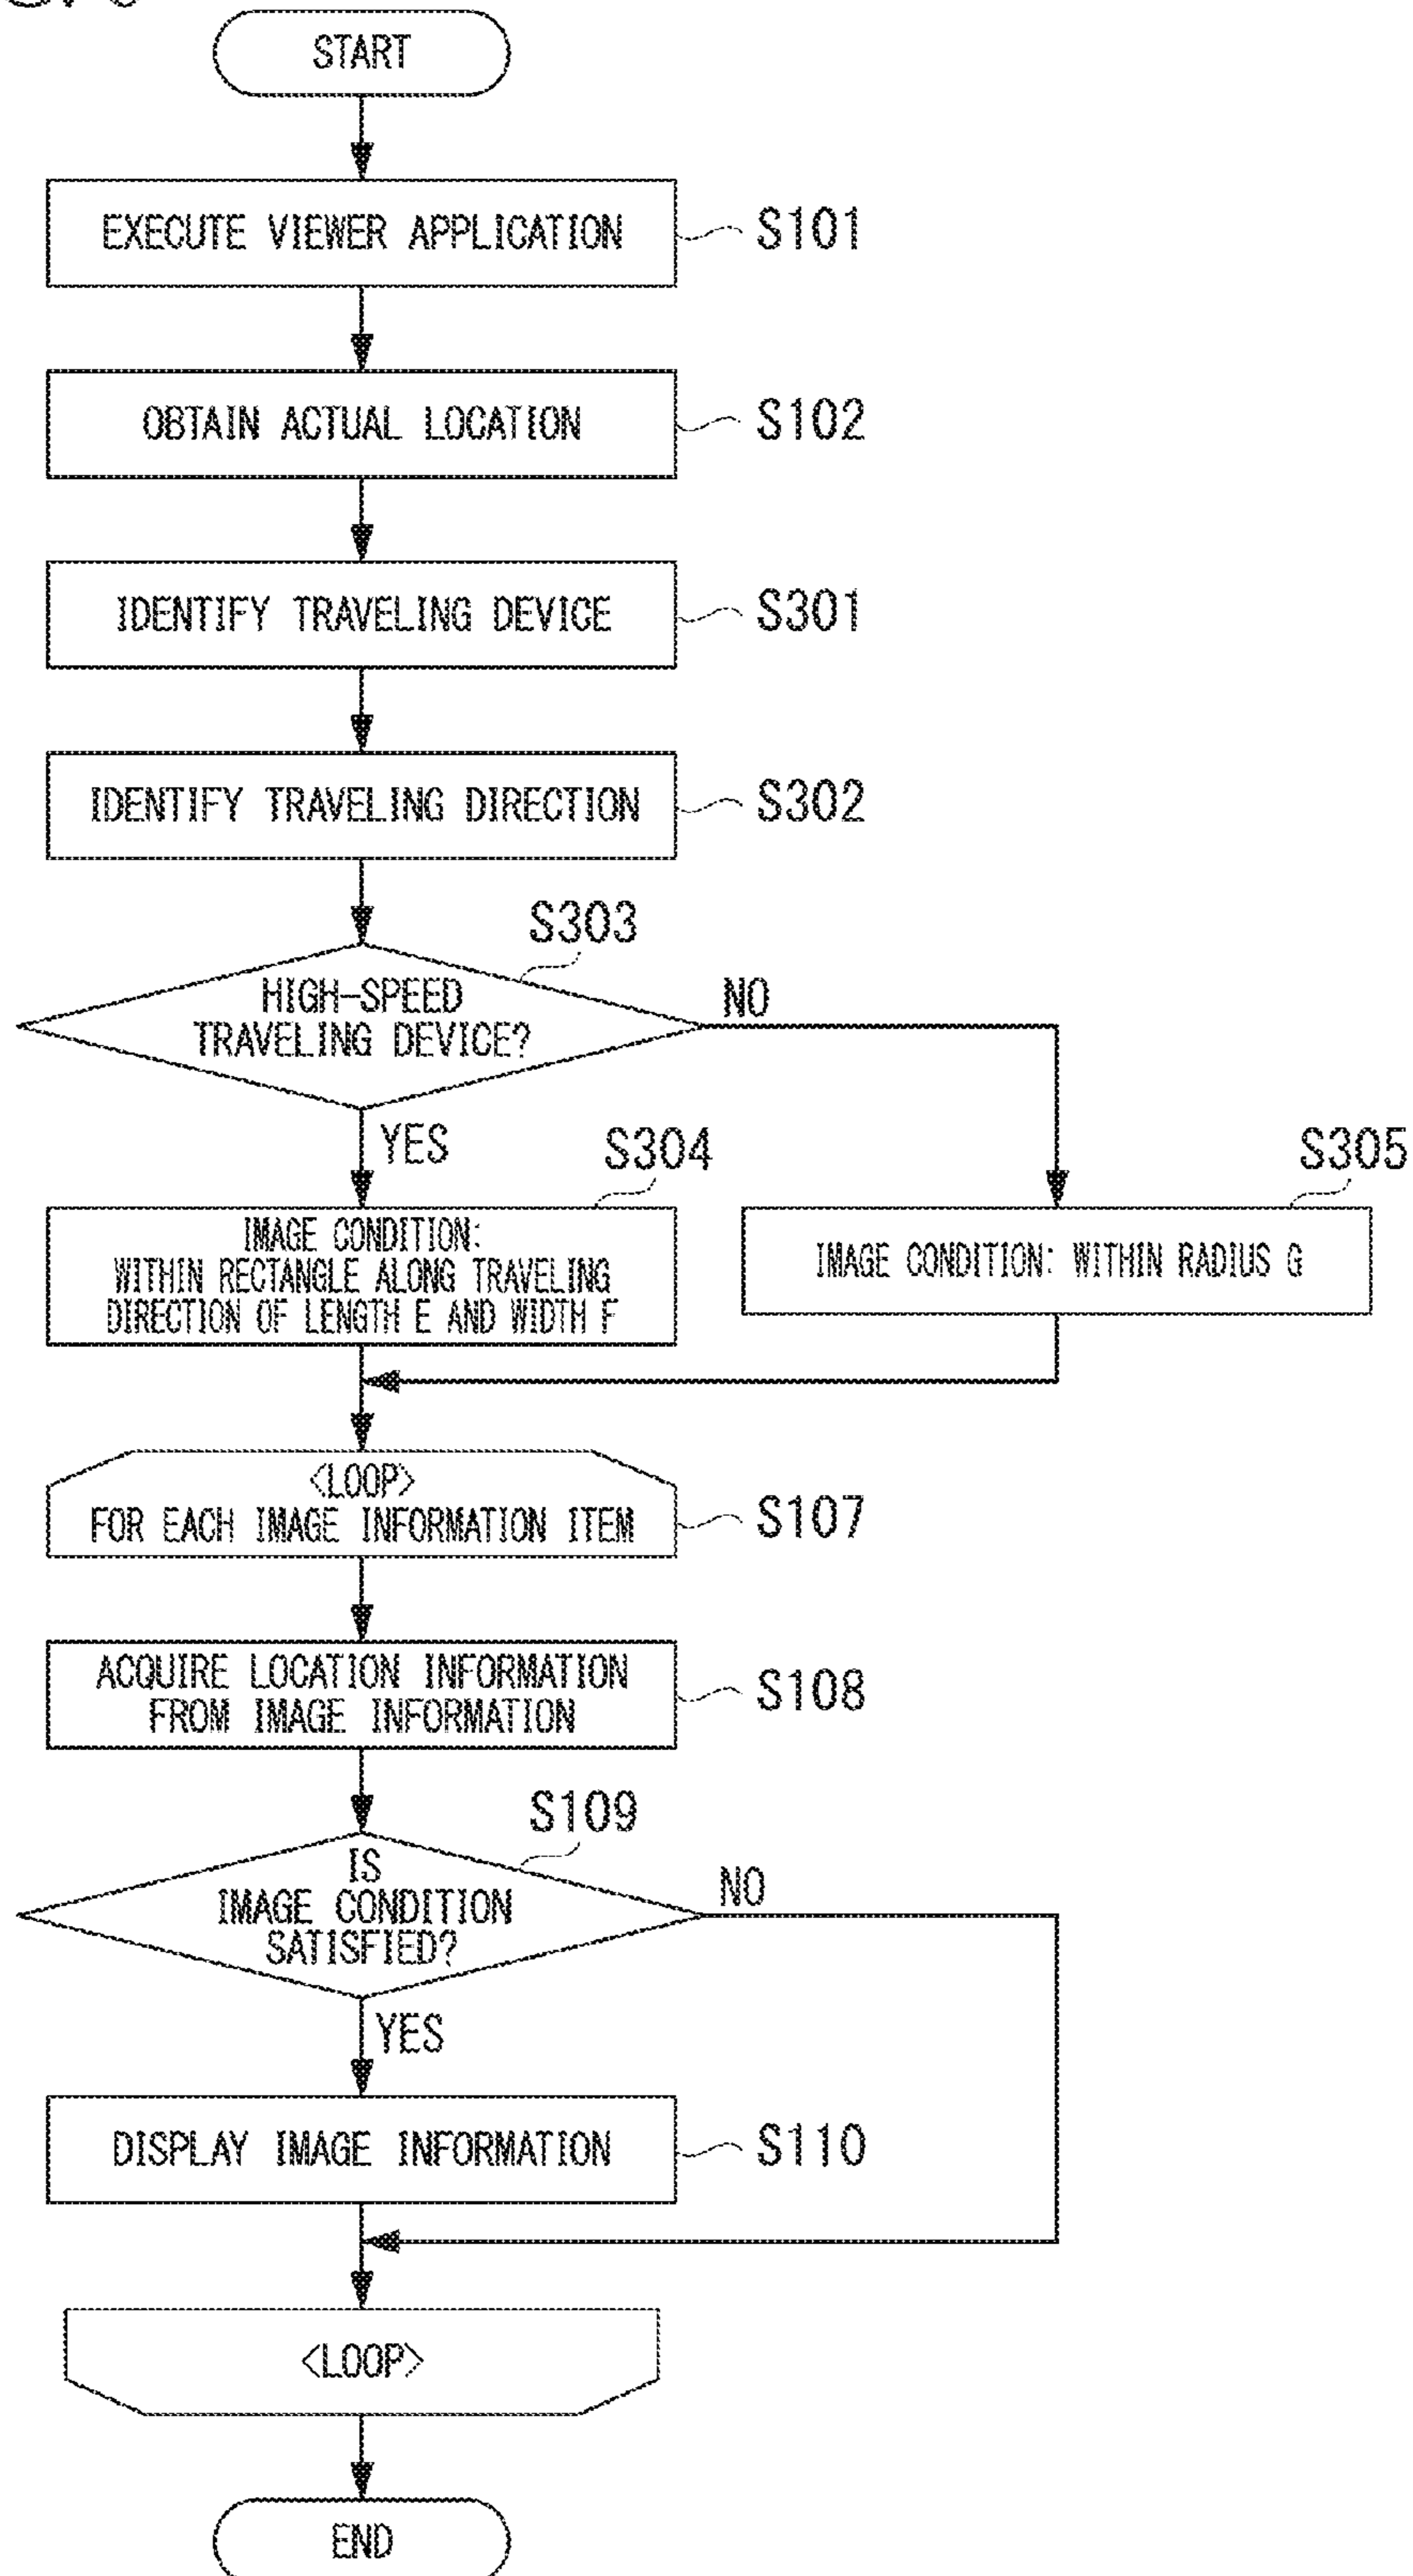 START
EXECUTE VIEWER APPLICATION
S101
OBTAIN ACTUAL LOCATION
S102
IDENTIFY TRAVELING DEVICE
S301
IDENTIFY TRAVELING DIRECTION
S302
S303
HIGH-SPEED
TRAVELING DEVICE?
NO
YES
S304
S305
IMAGE CONDITION:
WITHIN RECTANGLE ALONG TRAVELING
DIRECTION OF LENGTH E AND WIDTH F
IMAGE CONDITION: WITHIN RADIUS G
<LOOP>
FOR EACH IMAGE INFORMATION ITEM
S107
ACQUIRE LOCATION INFORMATION
FROM IMAGE INFORMATION
S108
S109
IS
IMAGE CONDITION
SATISFIED?
NO
YES
DISPLAY IMAGE INFORMATION
S110
<LOOP>
END